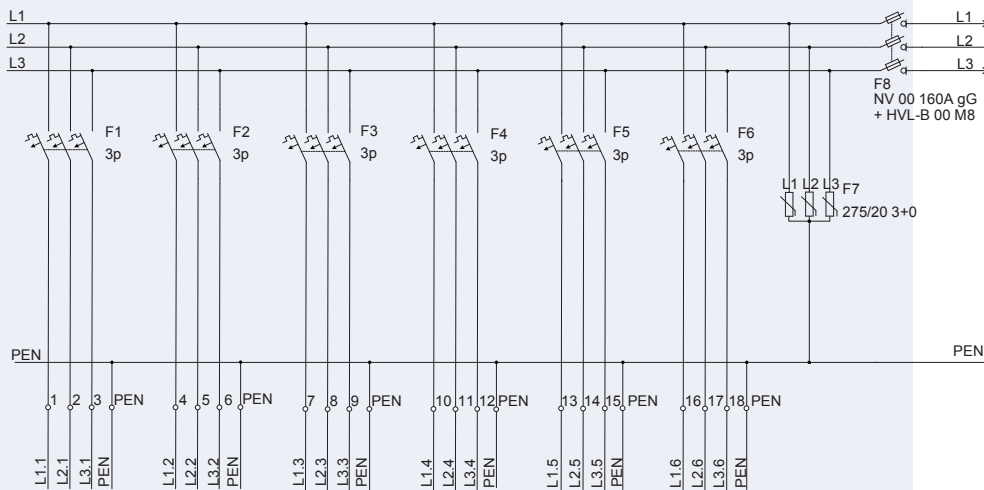 L1 L1
L2 L2
L3 L3
F8
NV 00 160A gG
+ HVL-B 00 M8
F1
3p
F2
3p
F3
3p
F4
3p
F5
3p
F6
3p
L1 L2 L3 F7
275/20 3+0
PEN PEN
1 2 3 PEN 4 5 6 PEN 7 8 9 PEN 10 11 12 PEN 13 14 15 PEN 16 17 18 PEN
L1.1 L2.1 L3.1 PEN L1.2 L2.2 L3.2 PEN L1.3 L2.3 L3.3 PEN L1.4 L2.4 L3.4 PEN L1.5 L2.5 L3.5 PEN L1.6 L2.6 L3.6 PEN